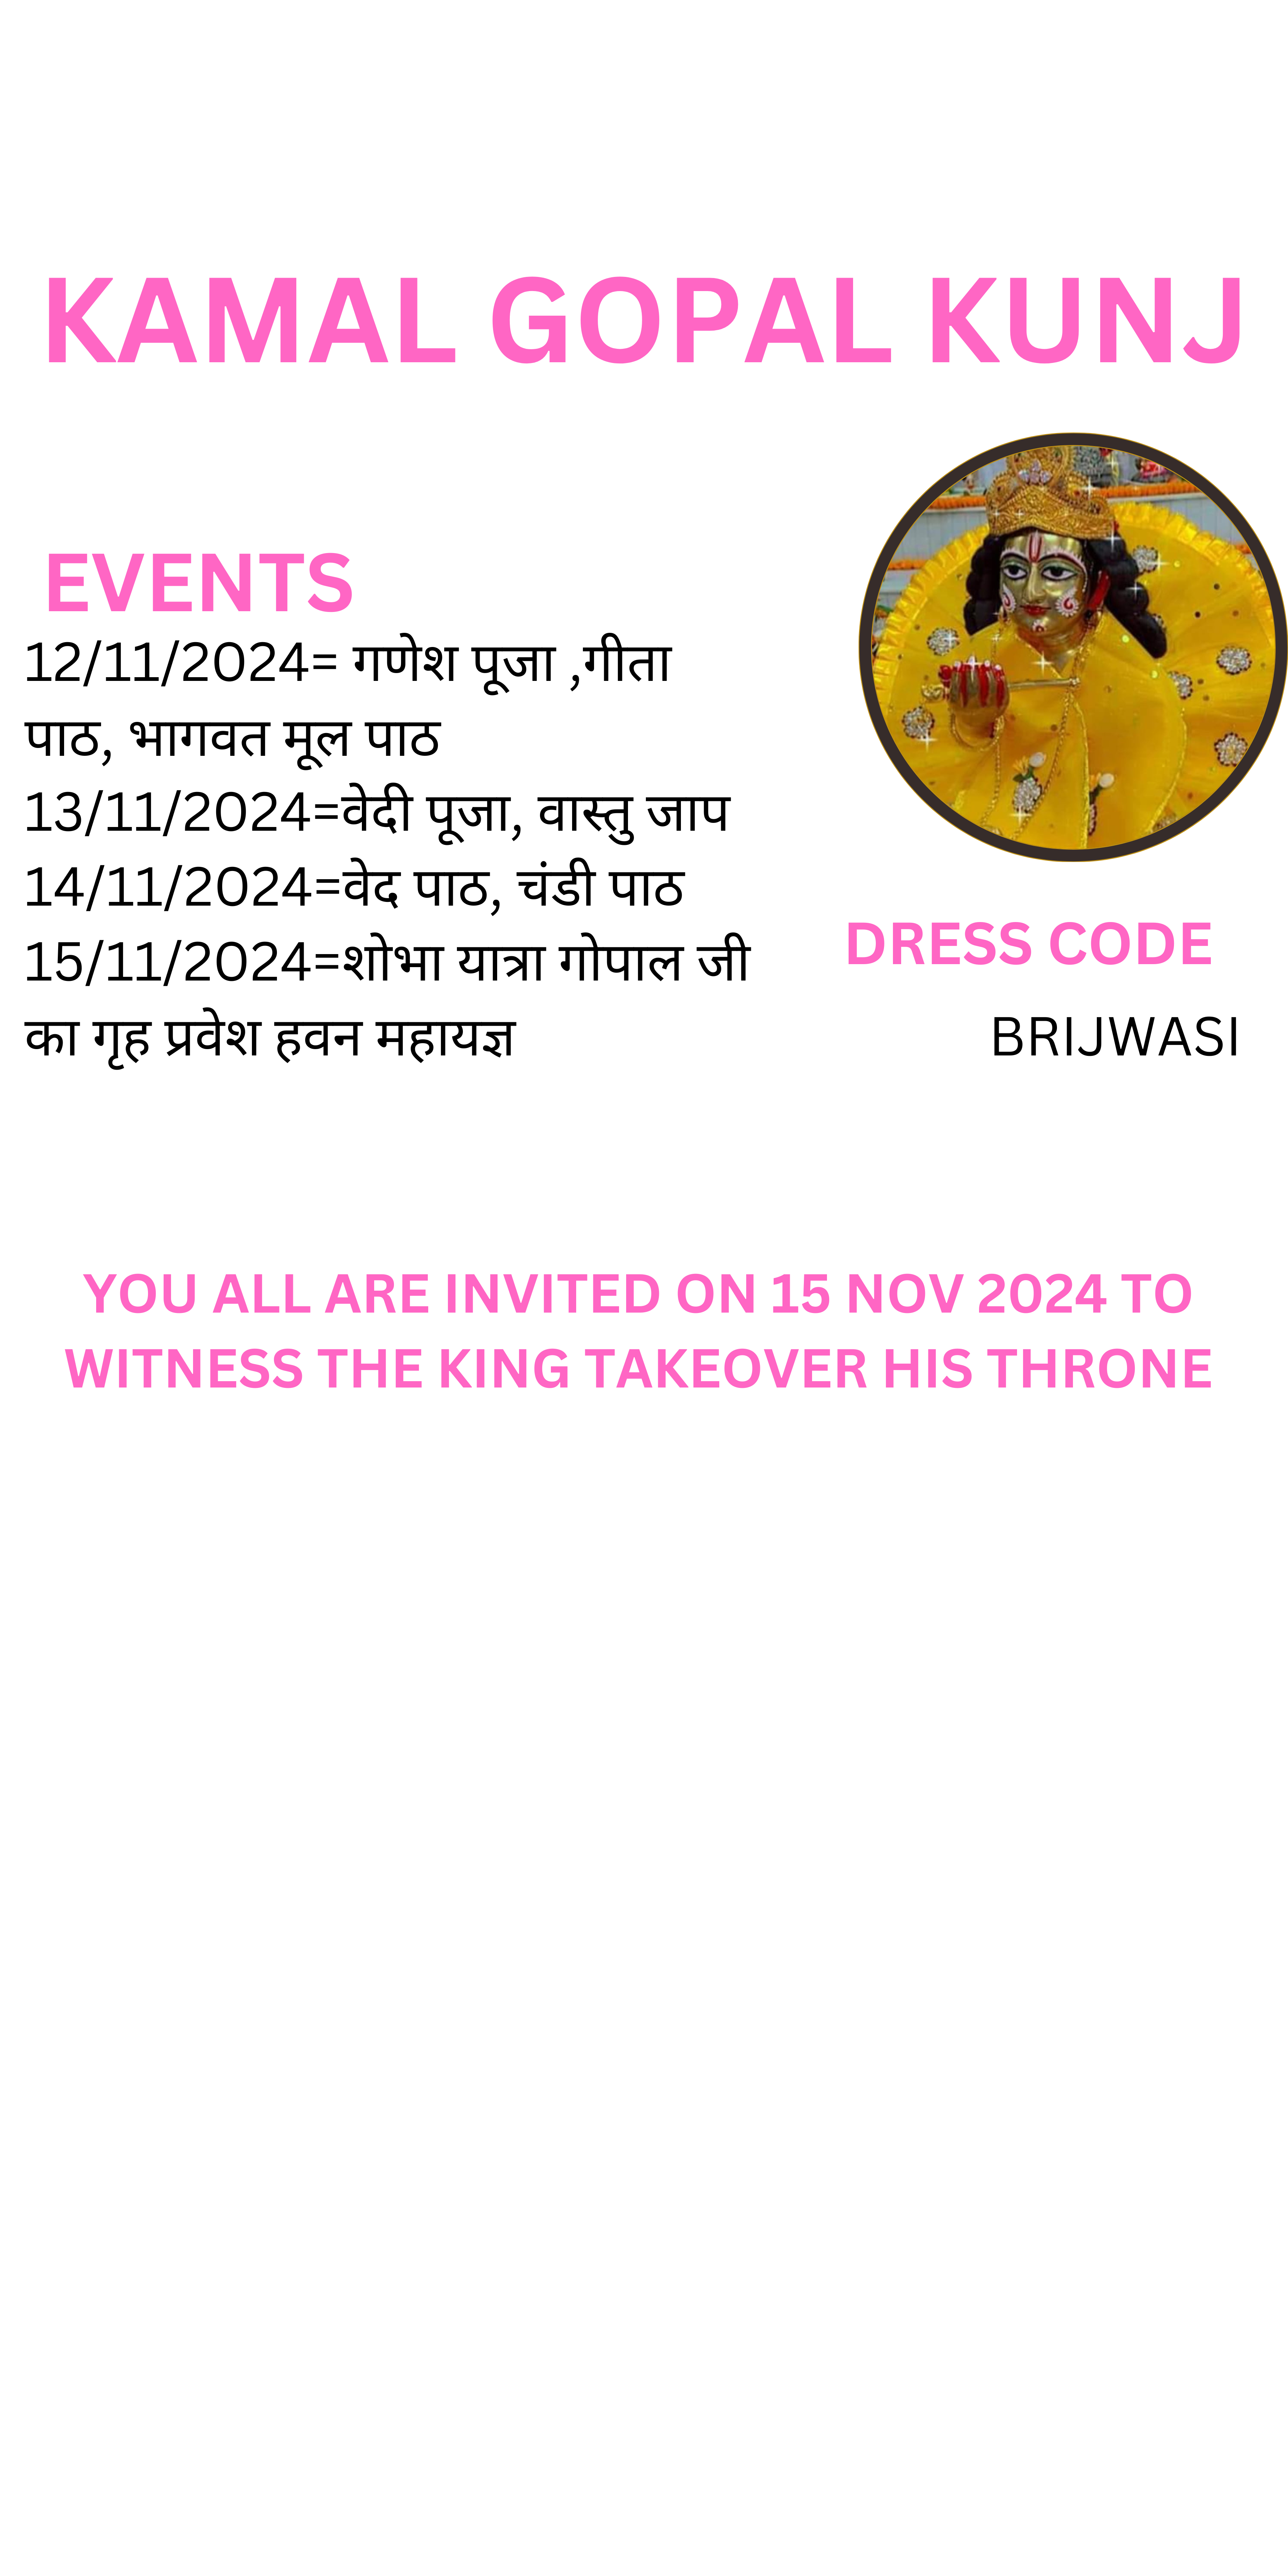 KAMAL GOPAL KUNJ
EVENTS
12/11/2024= गणेश पूजा ,गीता
पाठ, भागवत मूल पाठ
13/11/2024=वेदी पूजा, वास्तु जाप
14/11/2024=वेद पाठ, चंडी पाठ
15/11/2024=शोभा यात्रा गोपाल जी
का गृह प्रवेश हवन महायज्ञ
DRESS CODE
BRIJWASI
YOU ALL ARE INVITED ON 15 NOV 2024 TO
WITNESS THE KING TAKEOVER HIS THRONE